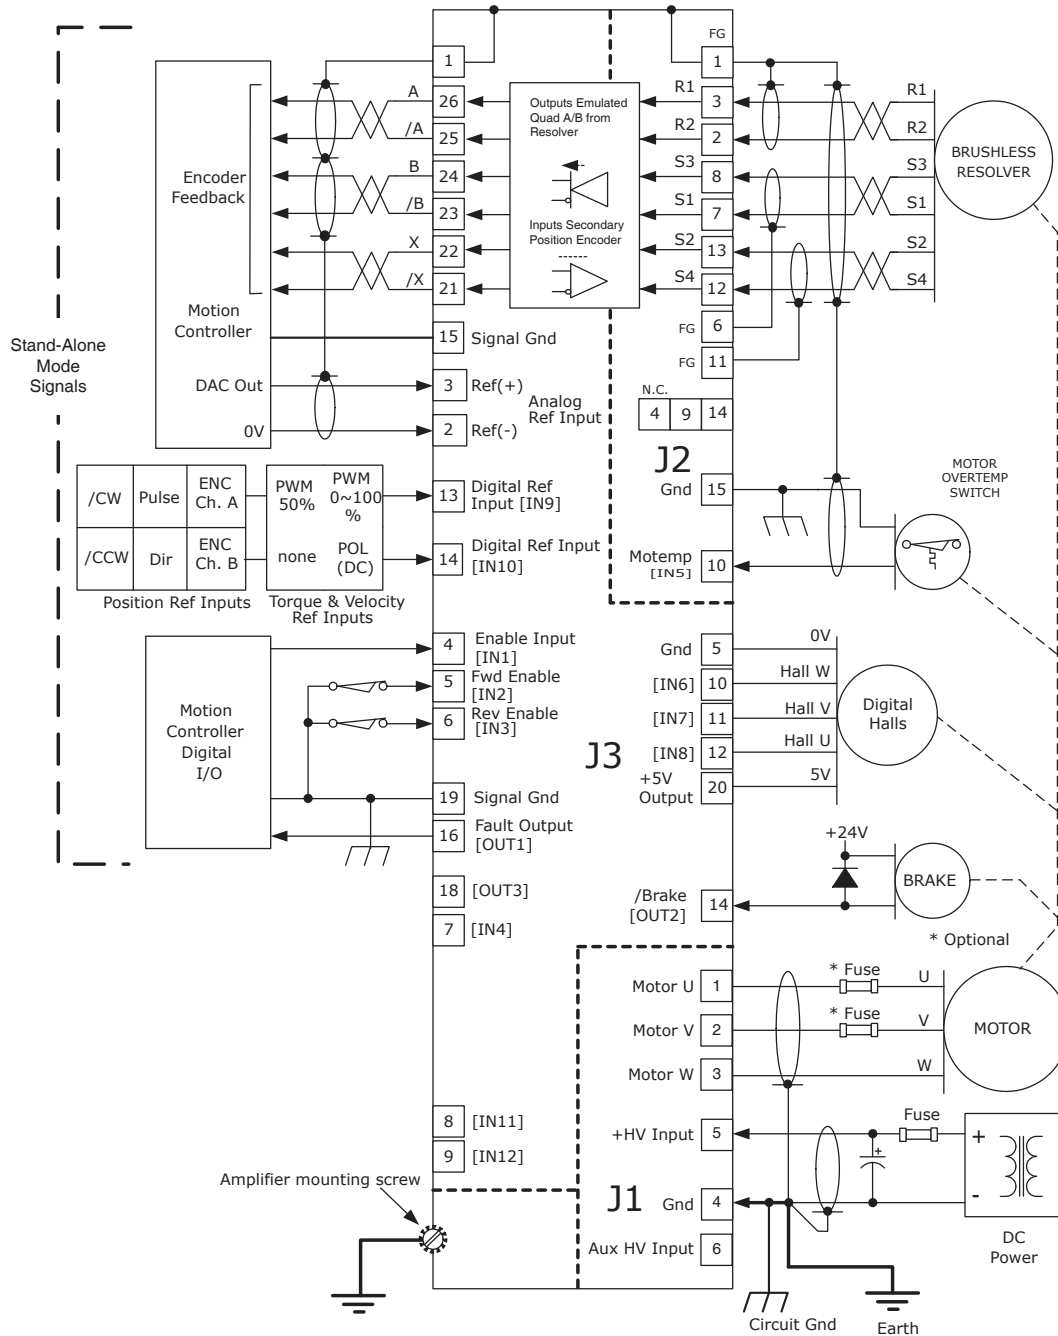 FG
1
1
A
26
Outputs Emulated
Quad A/B from
Resolver
R1
3
R1
/A
25
R2
2
R2
BRUSHLESS
RESOLVER
Encoder
Feedback
B
24
S3
8
S3
/B
23
Inputs Secondary
Position Encoder
S1
7
S1
X
22
S2
13
S2
/X
21
S4
12
S4
Motion
Controller
FG
6
15
Signal Gnd
FG
11
Stand-Alone
Mode
Signals
DAC Out
3
Ref(+)
Analog
Ref Input
N.C.
4
9
14
0V
2
Ref(-)
J2
/CW
Pulse
ENC
Ch. A
PWM
50%
PWM
0~100
%
13
Digital Ref
Input [IN9]
Gnd
15
MOTOR
OVERTEMP
SWITCH
/CCW
Dir
ENC
Ch. B
none
POL
(DC)
14
Digital Ref Input
[IN10]
Motemp
[IN5]
10
Position Ref Inputs
Torque & Velocity
Ref Inputs
4
Enable Input
[IN1]
Gnd
5
0V
5
Fwd Enable
[IN2]
[IN6]
10
Hall W
6
Rev Enable
[IN3]
[IN7]
11
Hall V
Digital
Halls
Motion
Controller
Digital
I/O
J3
[IN8]
12
Hall U
+5V
Output
20
5V
19
Signal Gnd
16
Fault Output
[OUT1]
+24V
18
[OUT3]
/Brake
[OUT2]
14
BRAKE
7
[IN4]
* Optional
Motor U
1
* Fuse
U
Motor V
2
* Fuse
V
MOTOR
Motor W
3
W
8
[IN11]
+HV Input
5
Fuse
+
+
9
[IN12]
Amplifier mounting screw
J1
Gnd
4
-
Aux HV Input
6
DC
Power
Circuit Gnd
Earth